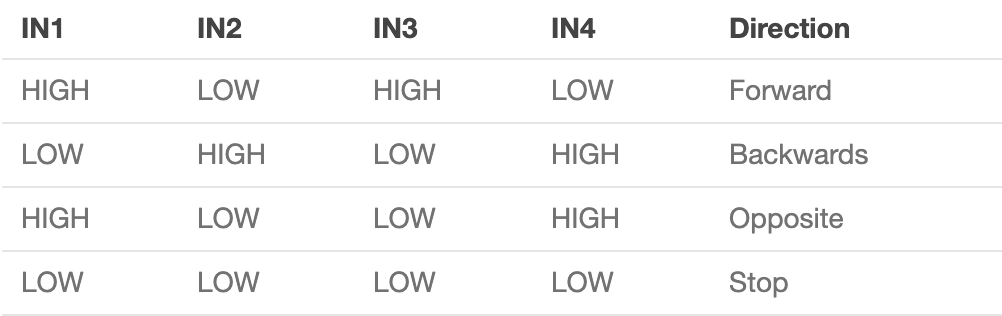 IN1 IN2 IN3 IN4 Direction
HIGH LOW HIGH LOW Forward
LOW HIGH LOW HIGH Backwards
HIGH LOW LOW HIGH Opposite
LOW LOW LOW LOW Stop